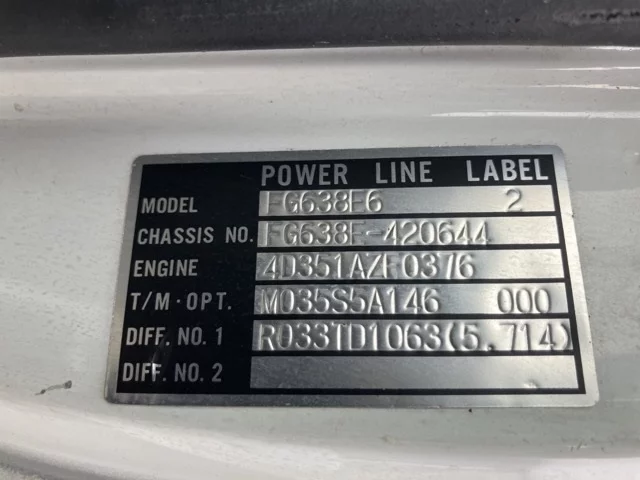 POWER LINE LABEL
MODEL FG638E6 2
CHASSIS NO. FG638E-420644
ENGINE 4D351AZF0376
T/M·OPT. M035S5A146 000
DIFF. NO. 1 R033TD1063(5.714)
DIFF. NO. 2